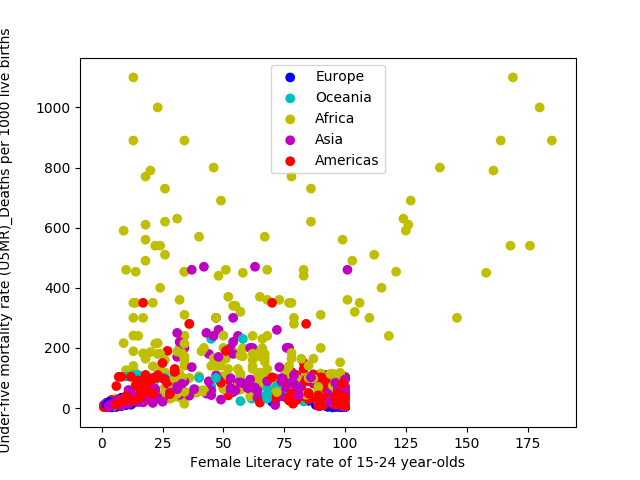 Under-five mortality rate (U5MR)_Deaths per 1000 live births
1000
800
600
400
200
0
Europe
Oceania
Africa
Asia
Americas
0 25 50 75 100 125 150 175
Female Literacy rate of 15-24 year-olds